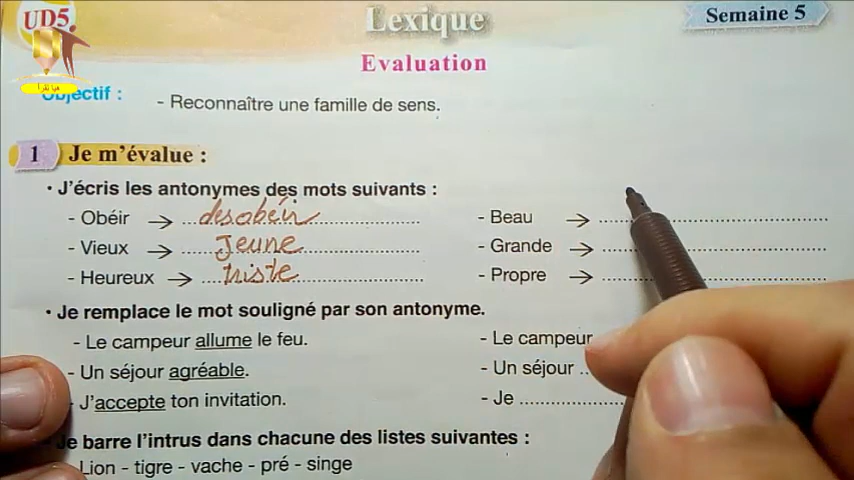 UD5
Lexique
Semaine 5
Evaluation
هيا نقرأ
Objectif :
- Reconnaître une famille de sens.
1 Je m'évalue :
• J'écris les antonymes des mots suivants :
- Obéir → desobéir - Beau →
- Vieux → Jeune - Grande →
- Heureux → triste - Propre →
• Je remplace le mot souligné par son antonyme.
- Le campeur allume le feu. - Le campeur
- Un séjour agréable. - Un séjour
- J'accepte ton invitation. - Je
Je barre l'intrus dans chacune des listes suivantes :
Lion - tigre - vache - pré - singe